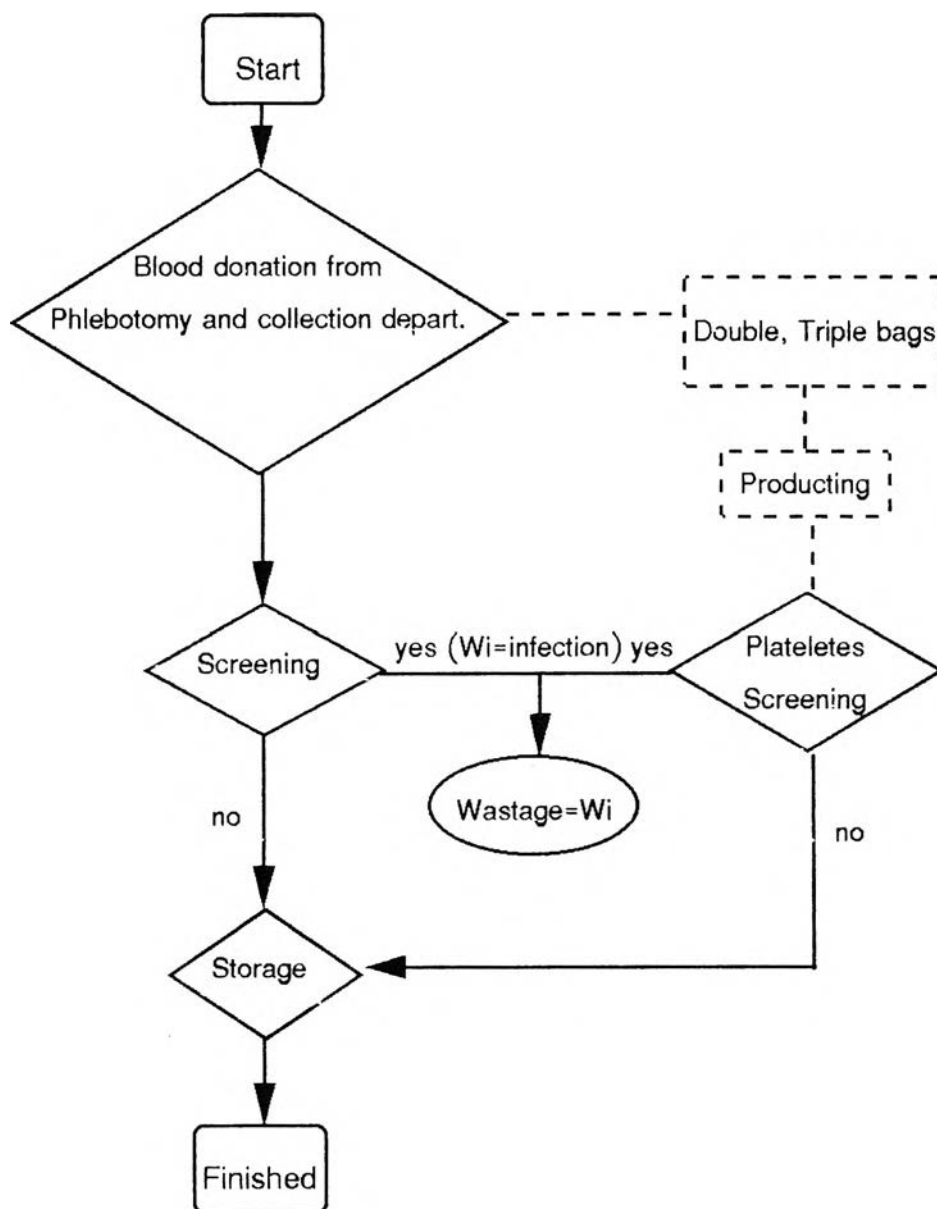 Start
Blood donation from
Phlebotomy and collection depart.
Double, Triple bags
Producting
Screening
yes (Wi=infection) yes
Plateletes
Screening
Wastage=Wi
no
no
Storage
Finished